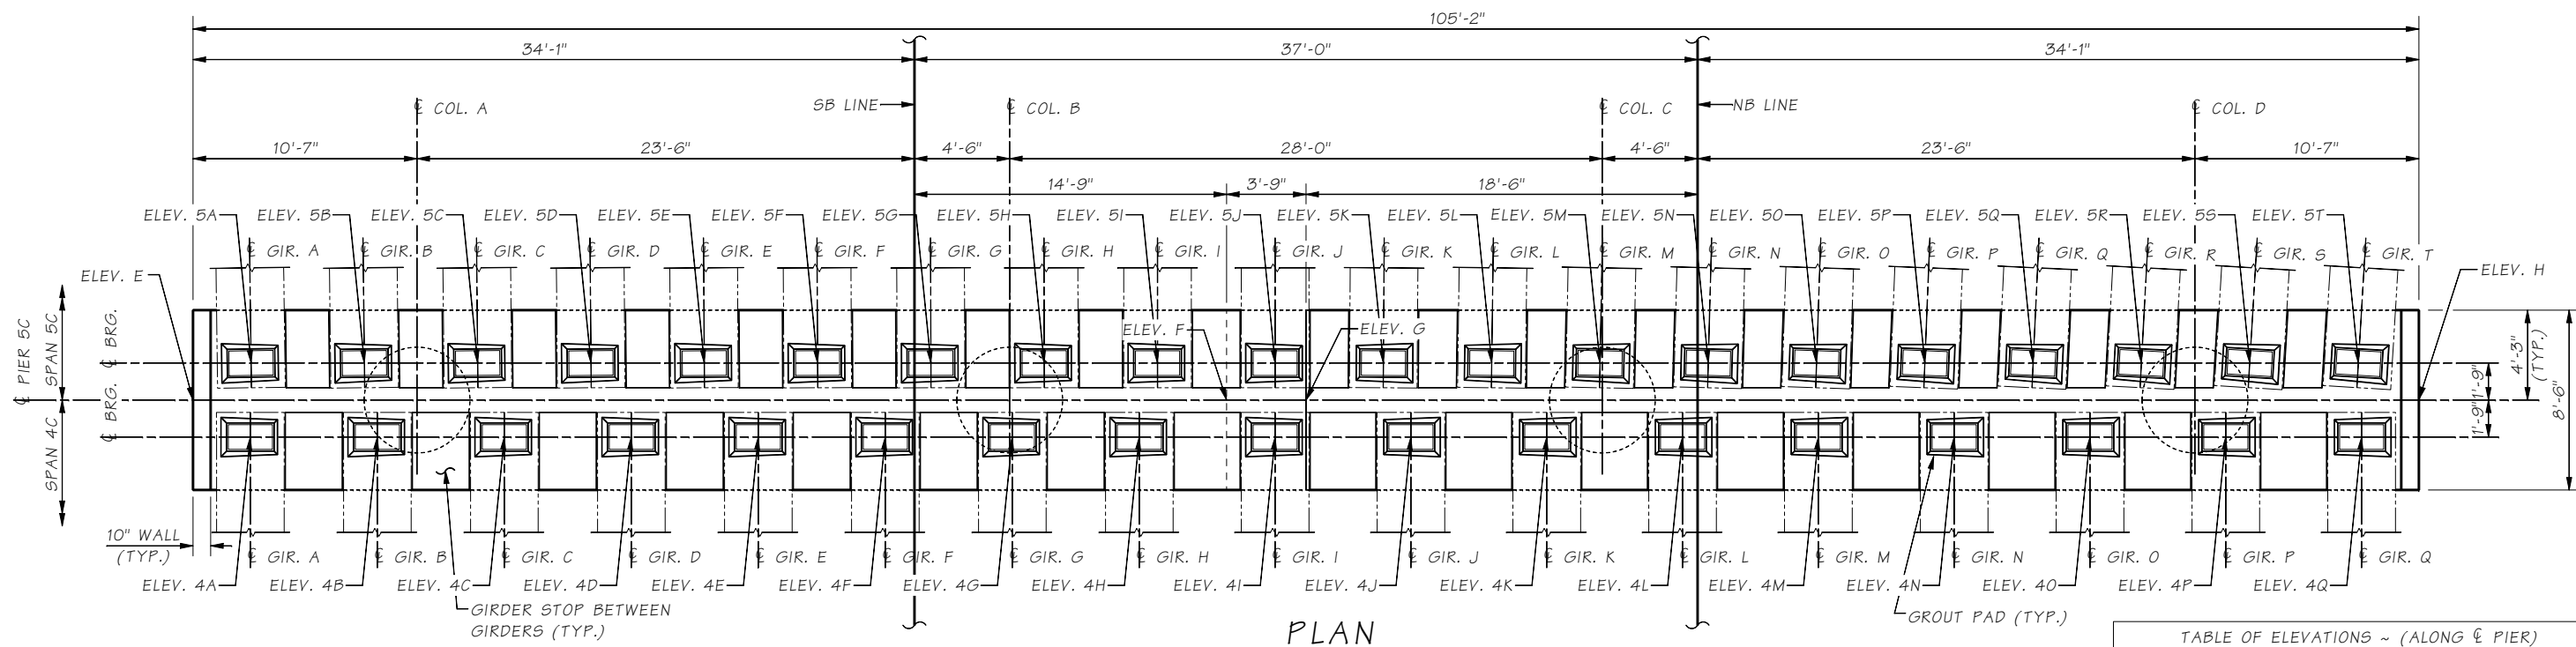 105'-2"
34'-1" 37'-0" 34'-1"
SB LINE NB LINE
℄ COL. A ℄ COL. B ℄ COL. C ℄ COL. D
10'-7" 23'-6" 4'-6" 28'-0" 4'-6" 23'-6" 10'-7"
14'-9" 3'-9" 18'-6"
ELEV. 5A ELEV. 5B ELEV. 5C ELEV. 5D ELEV. 5E ELEV. 5F ELEV. 5G ELEV. 5H ELEV. 5I ELEV. 5J ELEV. 5K ELEV. 5L ELEV. 5M ELEV. 5N ELEV. 5O ELEV. 5P ELEV. 5Q ELEV. 5R ELEV. 5S ELEV. 5T
℄ GIR. A ℄ GIR. B ℄ GIR. C ℄ GIR. D ℄ GIR. E ℄ GIR. F ℄ GIR. G ℄ GIR. H ℄ GIR. I ℄ GIR. J ℄ GIR. K ℄ GIR. L ℄ GIR. M ℄ GIR. N ℄ GIR. O ℄ GIR. P ℄ GIR. Q ℄ GIR. R ℄ GIR. S ℄ GIR. T
ELEV. E ELEV. H
ELEV. F ELEV. G
℄ PIER 5C
SPAN 5C
SPAN 4C
℄ BRG.
℄ BRG.
1'-9"
1'-9"
4'-3"
(TYP.)
8'-6"
10" WALL
(TYP.)
℄ GIR. A ℄ GIR. B ℄ GIR. C ℄ GIR. D ℄ GIR. E ℄ GIR. F ℄ GIR. G ℄ GIR. H ℄ GIR. I ℄ GIR. J ℄ GIR. K ℄ GIR. L ℄ GIR. M ℄ GIR. N ℄ GIR. O ℄ GIR. P ℄ GIR. Q
ELEV. 4A ELEV. 4B ELEV. 4C ELEV. 4D ELEV. 4E ELEV. 4F ELEV. 4G ELEV. 4H ELEV. 4I ELEV. 4J ELEV. 4K ELEV. 4L ELEV. 4M ELEV. 4N ELEV. 4O ELEV. 4P ELEV. 4Q
GIRDER STOP BETWEEN
GIRDERS (TYP.)
GROUT PAD (TYP.)
PLAN
TABLE OF ELEVATIONS ~ (ALONG ℄ PIER)